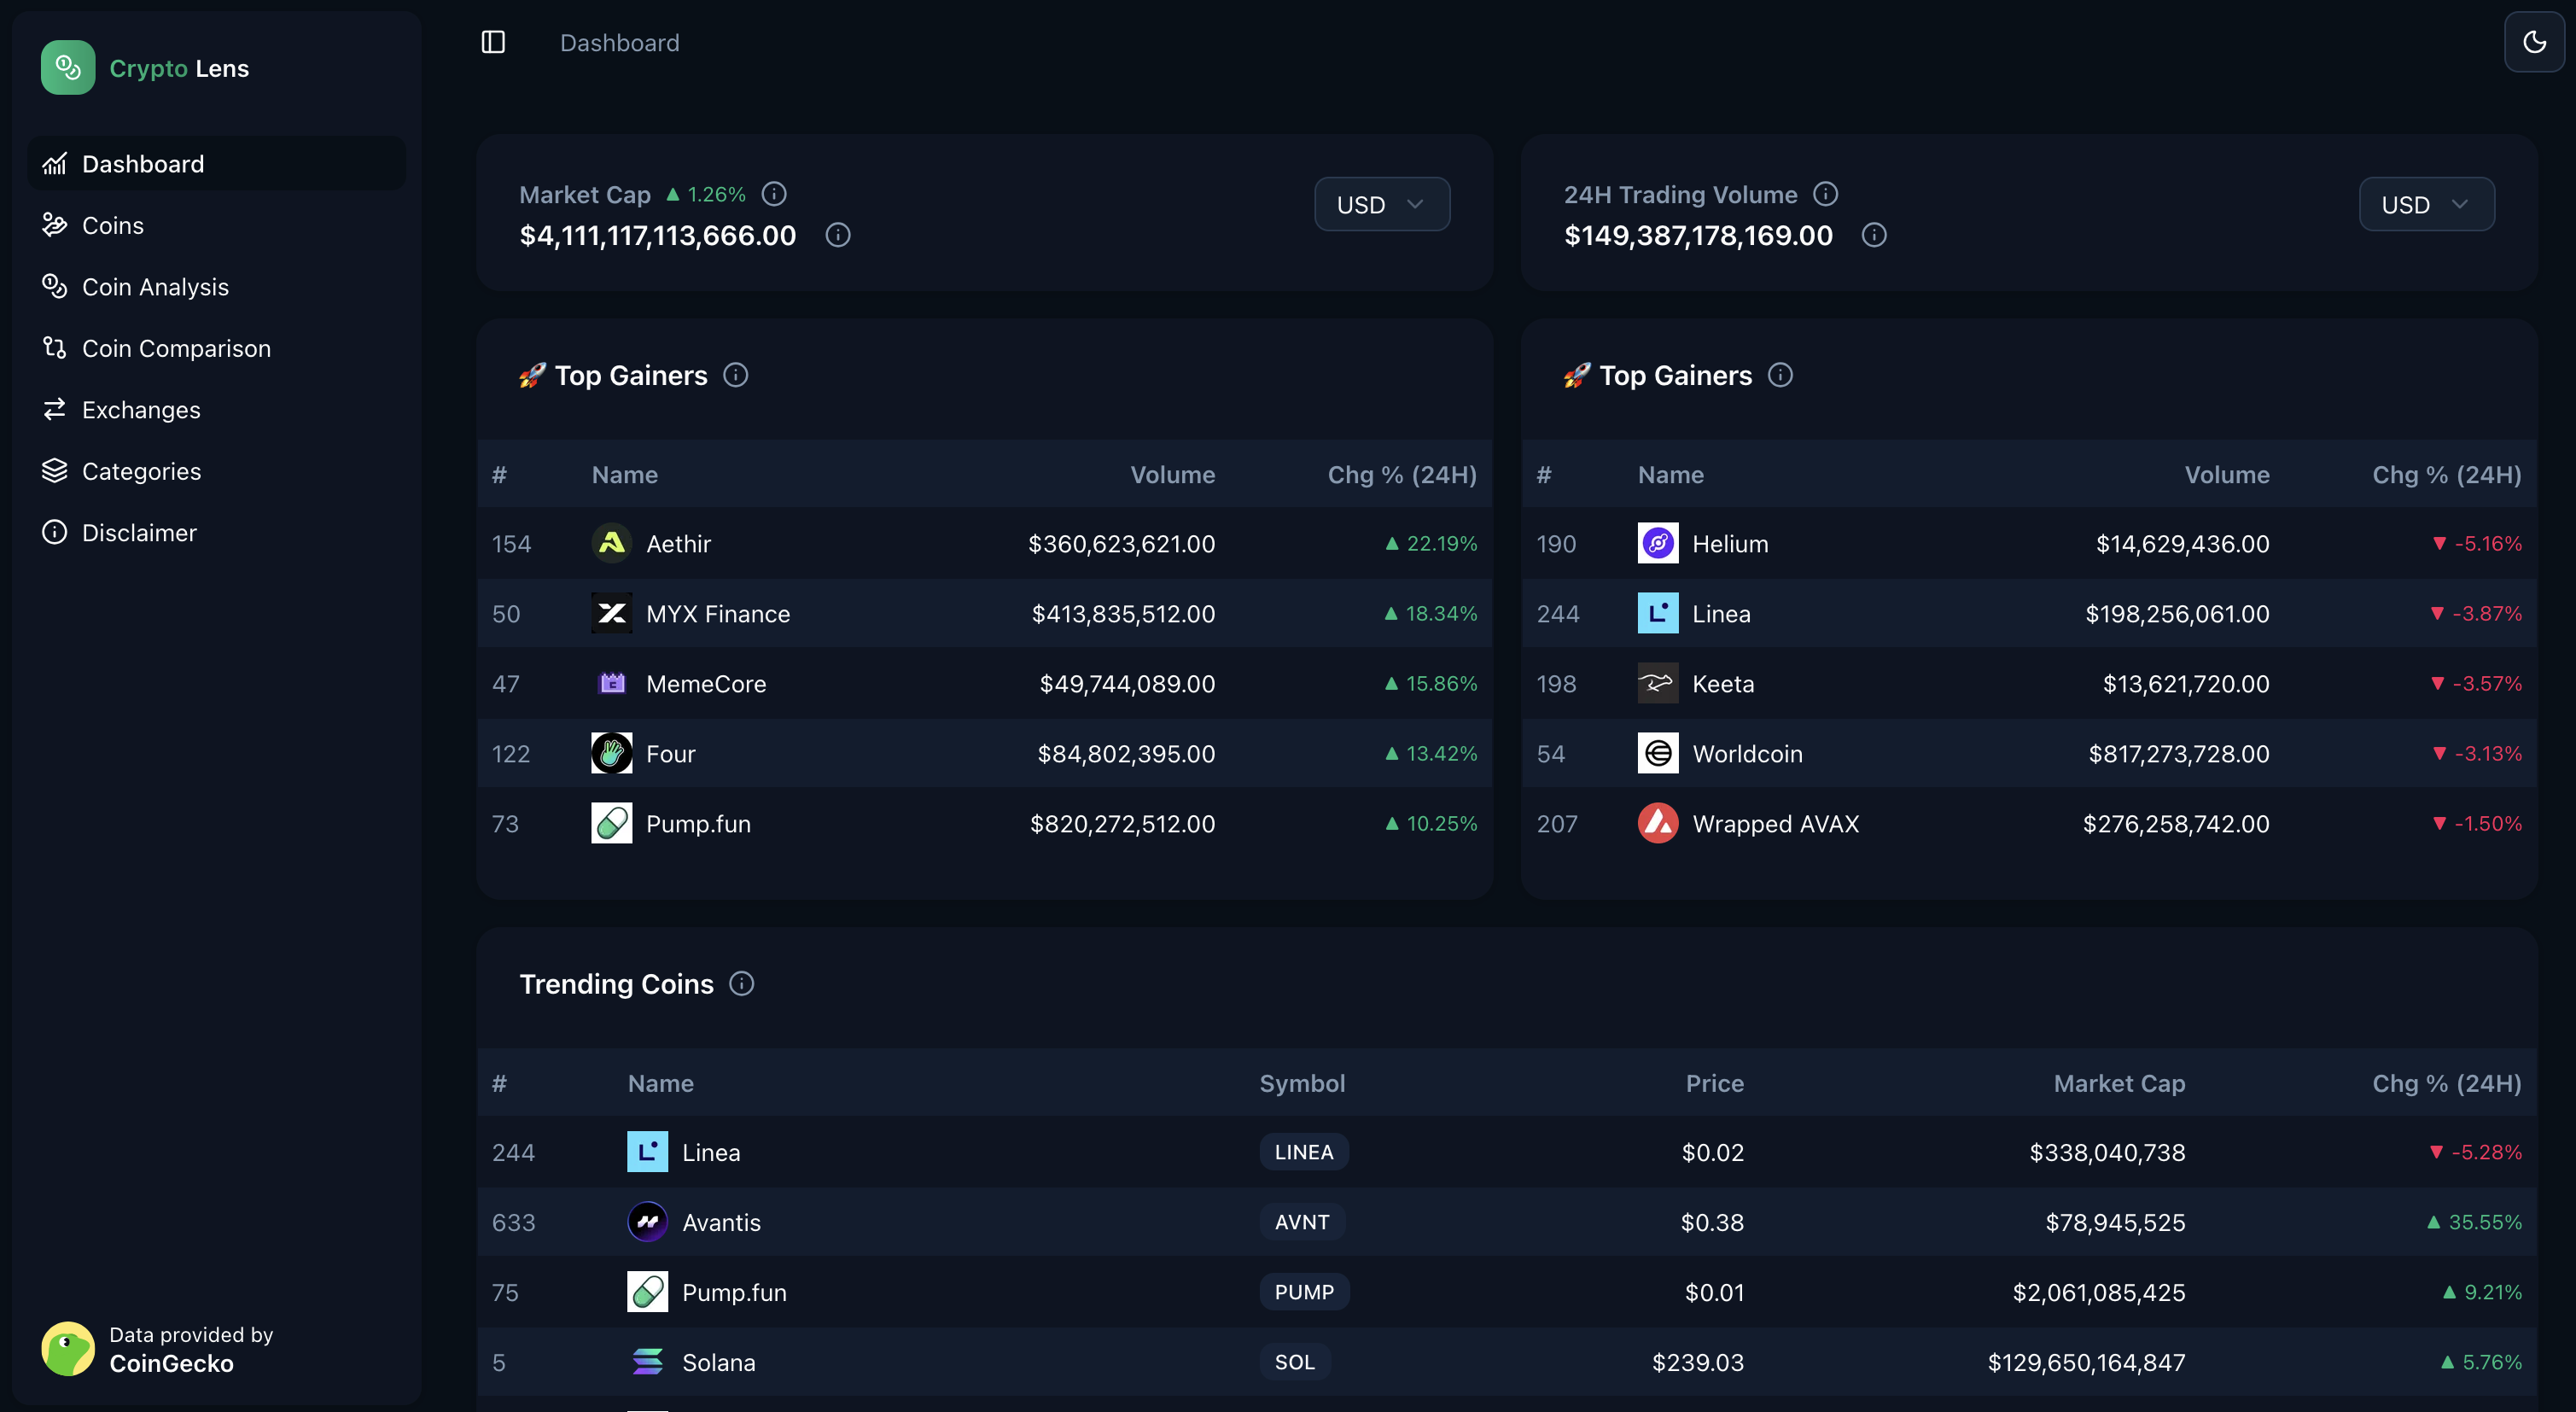 Crypto Lens
Dashboard
Coins
Coin Analysis
Coin Comparison
Exchanges
Categories
Disclaimer
Data provided by
CoinGecko
Dashboard
Market Cap ▲ 1.26%
$4,111,117,113,666.00
USD
24H Trading Volume
$149,387,178,169.00
USD
🚀 Top Gainers
# Name Volume Chg % (24H)
154 Aethir $360,623,621.00 ▲ 22.19%
50 MYX Finance $413,835,512.00 ▲ 18.34%
47 MemeCore $49,744,089.00 ▲ 15.86%
122 Four $84,802,395.00 ▲ 13.42%
73 Pump.fun $820,272,512.00 ▲ 10.25%
🚀 Top Gainers
# Name Volume Chg % (24H)
190 Helium $14,629,436.00 ▼ -5.16%
244 Linea $198,256,061.00 ▼ -3.87%
198 Keeta $13,621,720.00 ▼ -3.57%
54 Worldcoin $817,273,728.00 ▼ -3.13%
207 Wrapped AVAX $276,258,742.00 ▼ -1.50%
Trending Coins
# Name Symbol Price Market Cap Chg % (24H)
244 Linea LINEA $0.02 $338,040,738 ▼ -5.28%
633 Avantis AVNT $0.38 $78,945,525 ▲ 35.55%
75 Pump.fun PUMP $0.01 $2,061,085,425 ▲ 9.21%
5 Solana SOL $239.03 $129,650,164,847 ▲ 5.76%